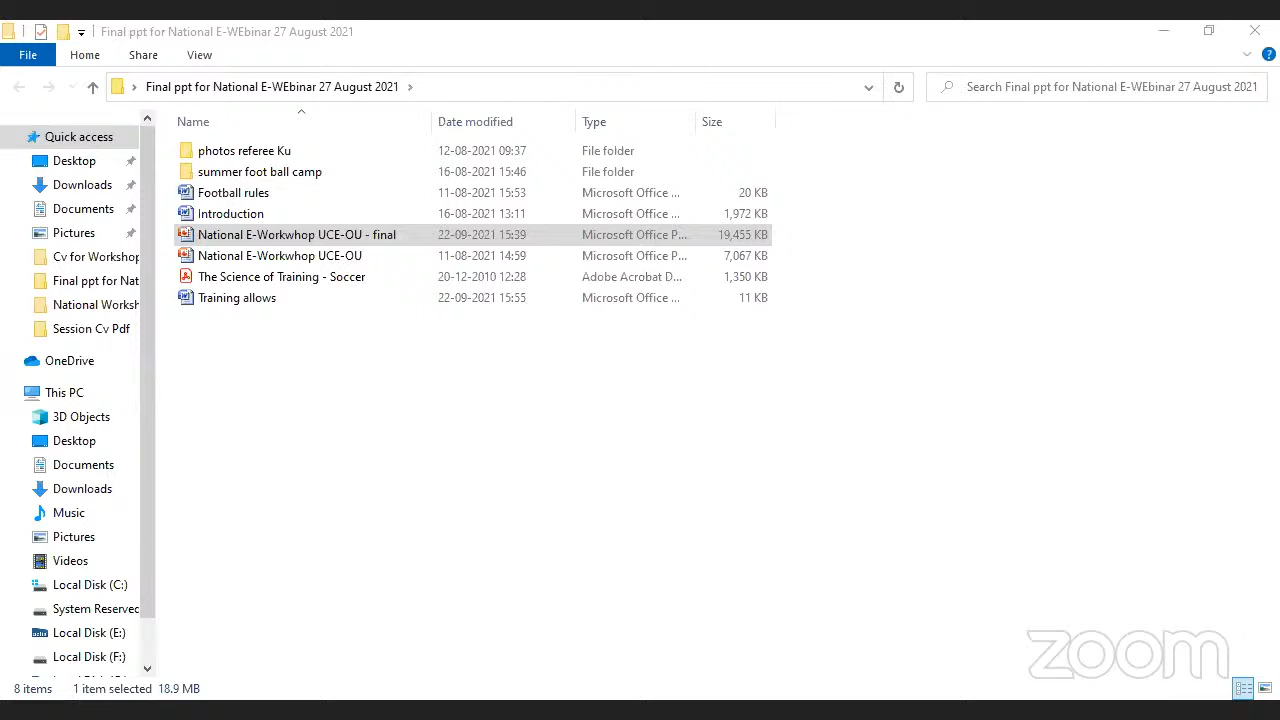 Final ppt for National E-WEbinar 27 August 2021
File Home Share View
Final ppt for National E-WEbinar 27 August 2021
Search Final ppt for National E-WEbinar 27 August 2021
Name Date modified Type Size
photos referee Ku 12-08-2021 09:37 File folder
summer foot ball camp 16-08-2021 15:46 File folder
Football rules 11-08-2021 15:53 Microsoft Office ... 20 KB
Introduction 16-08-2021 13:11 Microsoft Office ... 1,972 KB
National E-Workwhop UCE-OU - final 22-09-2021 15:39 Microsoft Office P... 19,455 KB
National E-Workwhop UCE-OU 11-08-2021 14:59 Microsoft Office P... 7,067 KB
The Science of Training - Soccer 20-12-2010 12:28 Adobe Acrobat D... 1,350 KB
Training allows 22-09-2021 15:55 Microsoft Office ... 11 KB
Quick access
Desktop
Downloads
Documents
Pictures
Cv for Workshop
Final ppt for Nat
National Worksh
Session Cv Pdf
OneDrive
This PC
3D Objects
Desktop
Documents
Downloads
Music
Pictures
Videos
Local Disk (C:)
System Reserved
Local Disk (E:)
Local Disk (F:)
8 items 1 item selected 18.9 MB
zoom